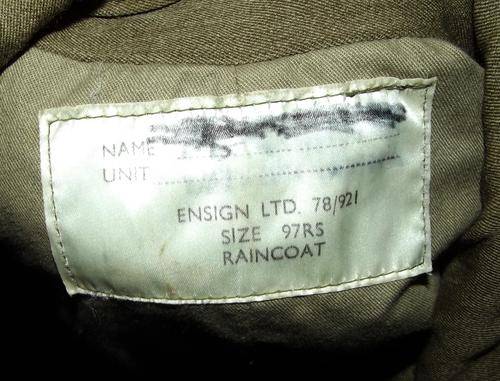 NAME
UNIT
ENSIGN LTD. 78/921
SIZE 97RS
RAINCOAT